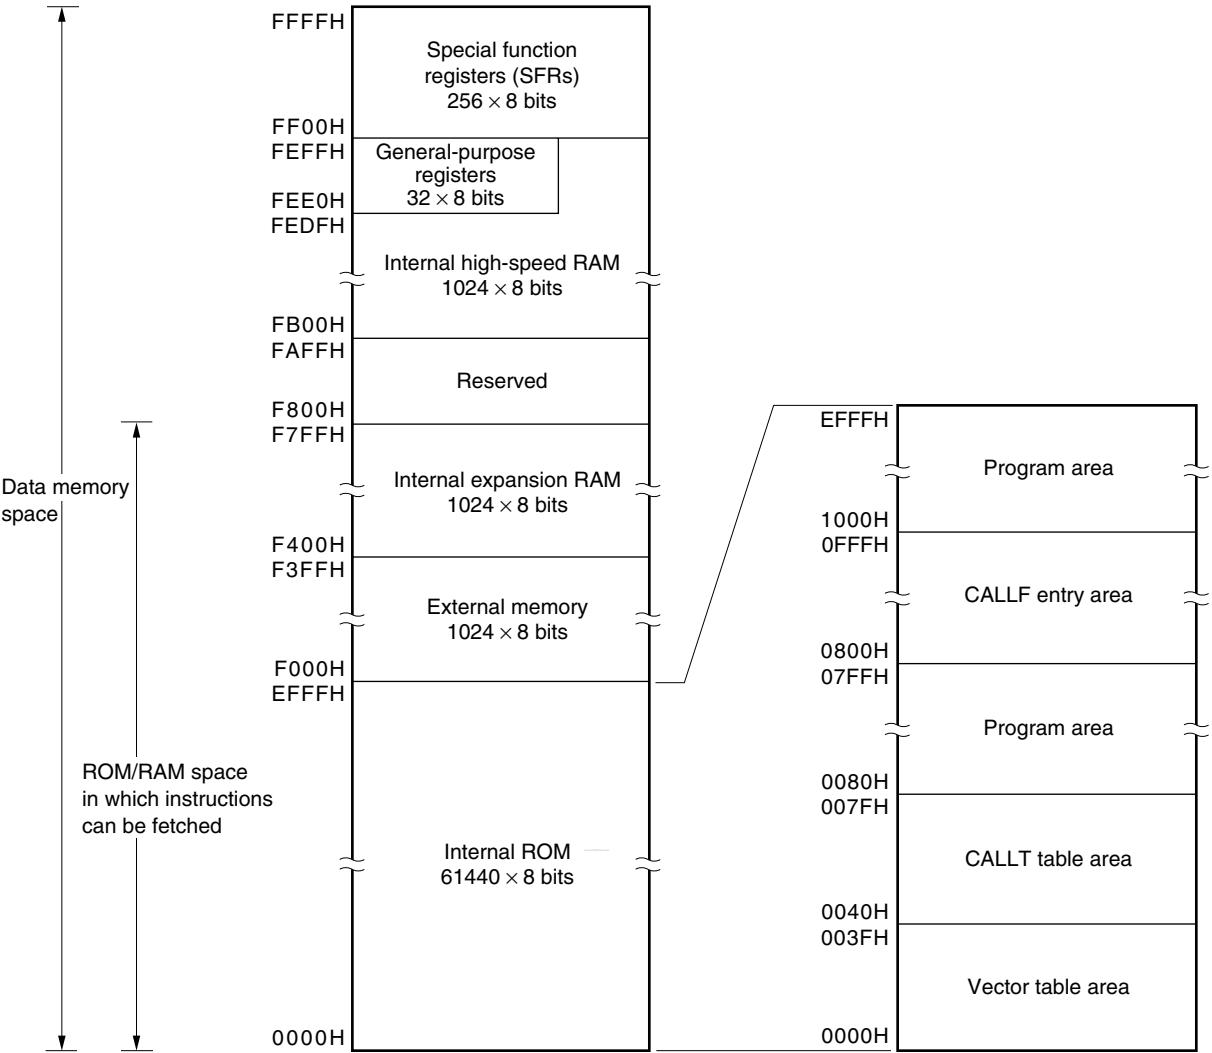 FFFFH
Special function
registers (SFRs)
256 × 8 bits
FF00H
FEFFH
General-purpose
registers
32 × 8 bits
FEE0H
FEDFH
Internal high-speed RAM
1024 × 8 bits
FB00H
FAFFH
Reserved
F800H
F7FFH
Data memory
space
Internal expansion RAM
1024 × 8 bits
F400H
F3FFH
External memory
1024 × 8 bits
F000H
EFFFH
ROM/RAM space
in which instructions
can be fetched
Internal ROM
61440 × 8 bits
0000H
EFFFH
Program area
1000H
0FFFH
CALLF entry area
0800H
07FFH
Program area
0080H
007FH
CALLT table area
0040H
003FH
Vector table area
0000H